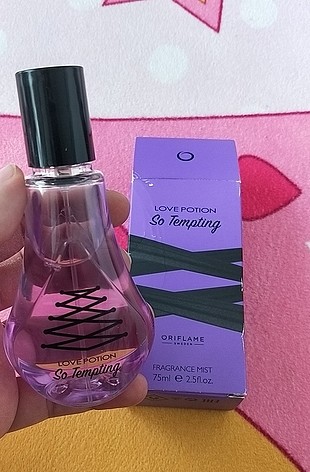 LOVE POTION
So Tempting
ORIFLAME
SWEDEN
FRAGRANCE MIST
75ml e 2.5fl.oz.
LOVE POTION
So Tempting